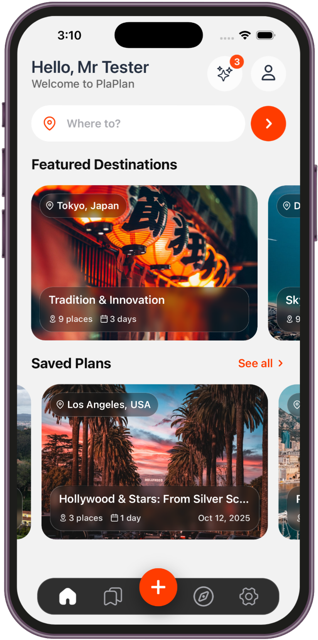 3:10
Hello, Mr Tester
3
Welcome to PlaPlan
Where to?
Featured Destinations
Tokyo, Japan
D
Tradition & Innovation
Sk
9 places 3 days
9
Saved Plans
See all
Los Angeles, USA
Hollywood & Stars: From Silver Sc...
3 places 1 day Oct 12, 2025